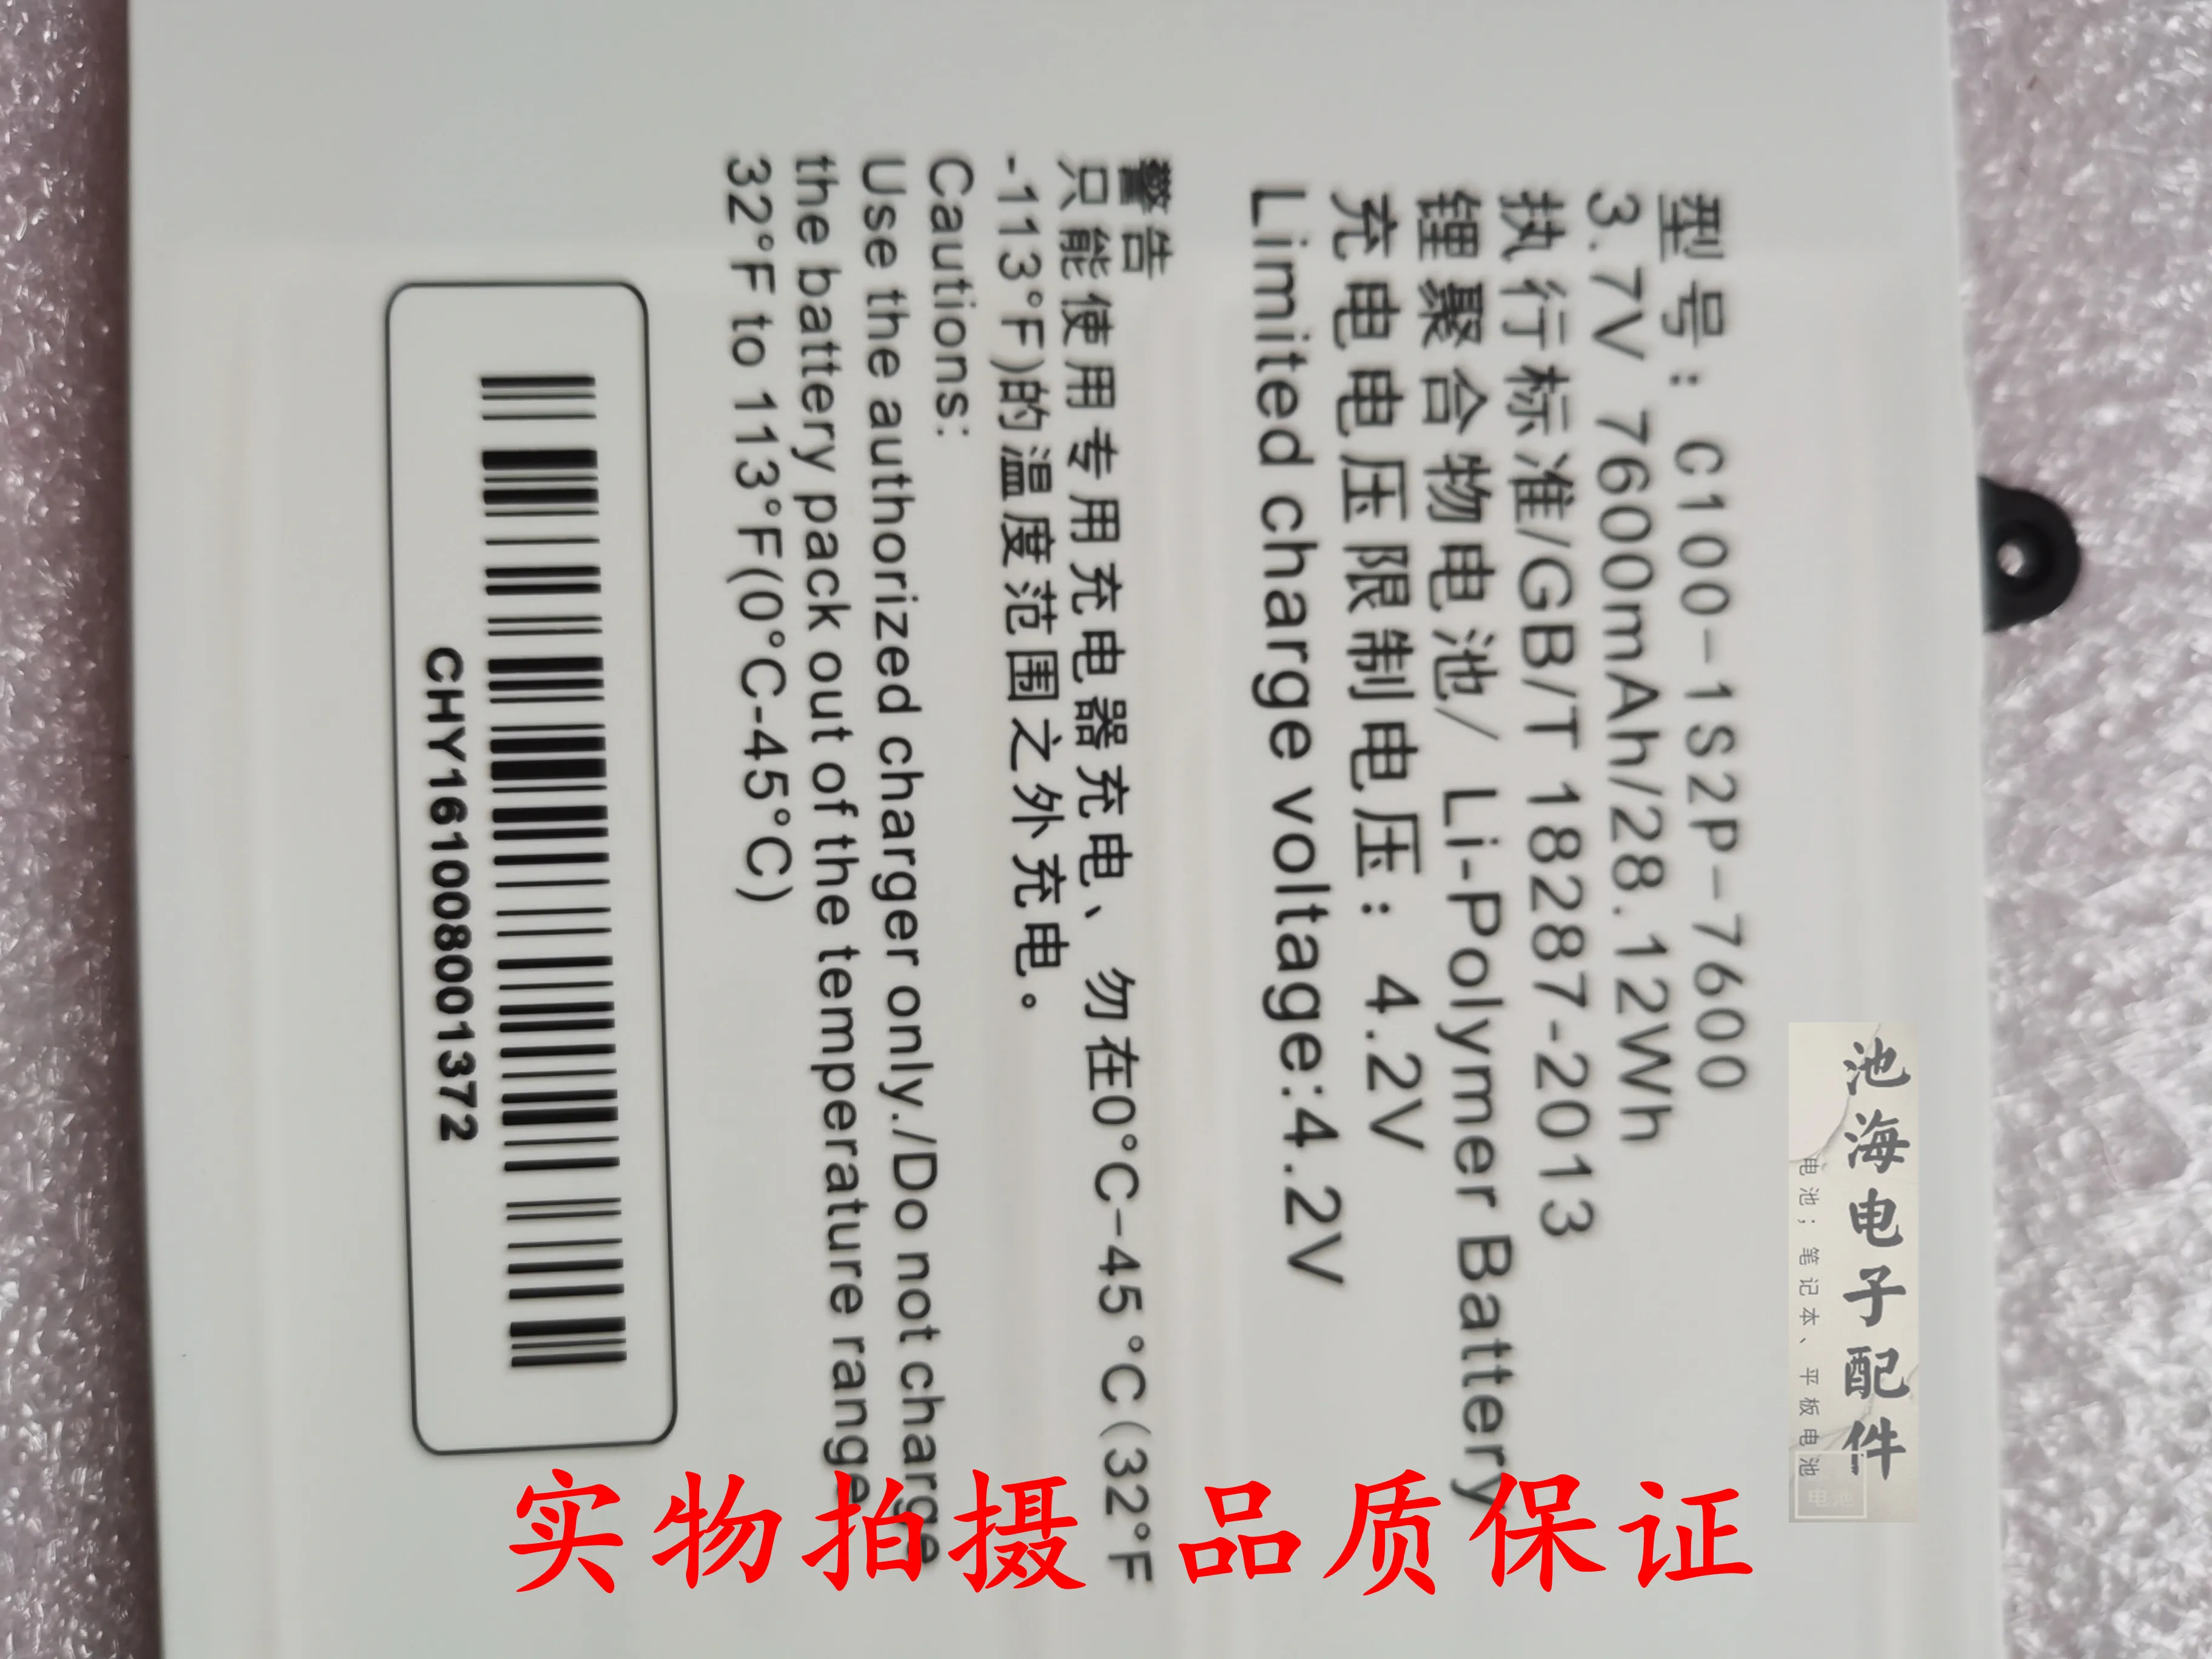 型号：C100-1S2P-7600
3.7V 7600mAh/28.12Wh
执行标准/GB/T 18287-2013
锂聚合物电池/ Li-Polymer Battery
充电电压限制电压：4.2V
Limited charge voltage:4.2V
警告
只能使用专用充电器充电、勿在0°C-45°C(32°F
-113°F)的温度范围之外充电。
Cautions:
Use the authorized charger only./Do not charge
the battery pack out of the temperature range
32°F to 113°F(0°C-45°C)
CHY1610080013​72
池海电子配件
电池；笔记本、平板电池
电池
实物拍摄 品质保证